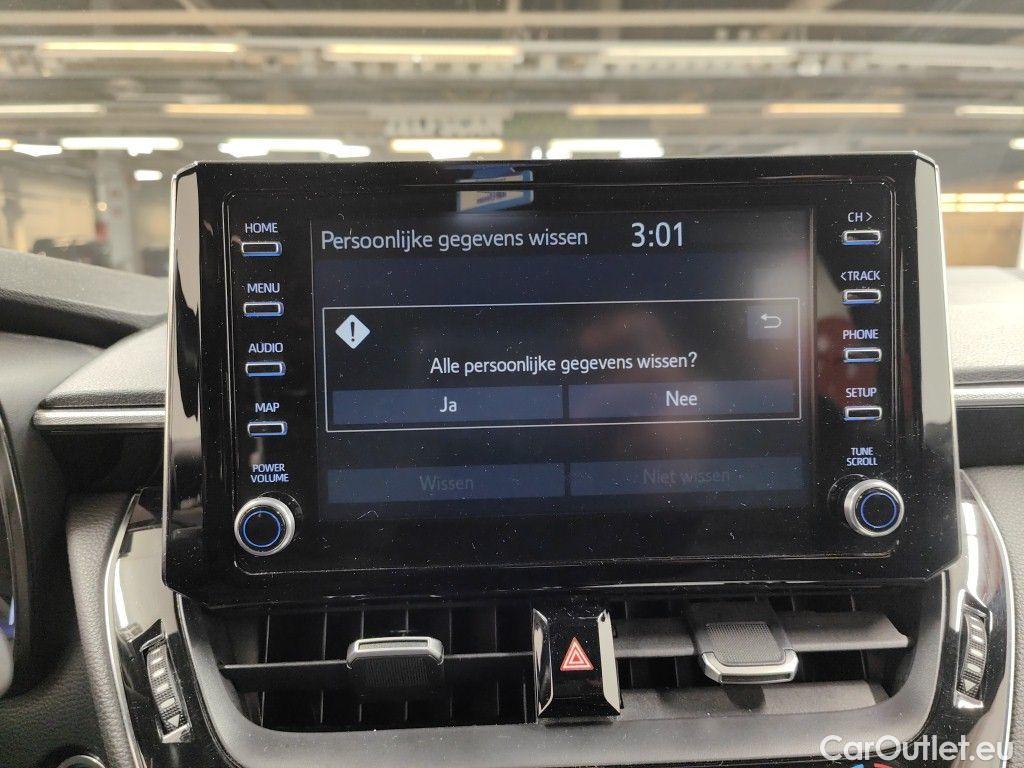 HOME
MENU
AUDIO
MAP
POWER
VOLUME
Persoonlijke gegevens wissen 3:01
!
Alle persoonlijke gegevens wissen?
Ja Nee
Wissen Niet wissen
CH >
< TRACK
PHONE
SETUP
TUNE
SCROLL
CarOutlet.eu